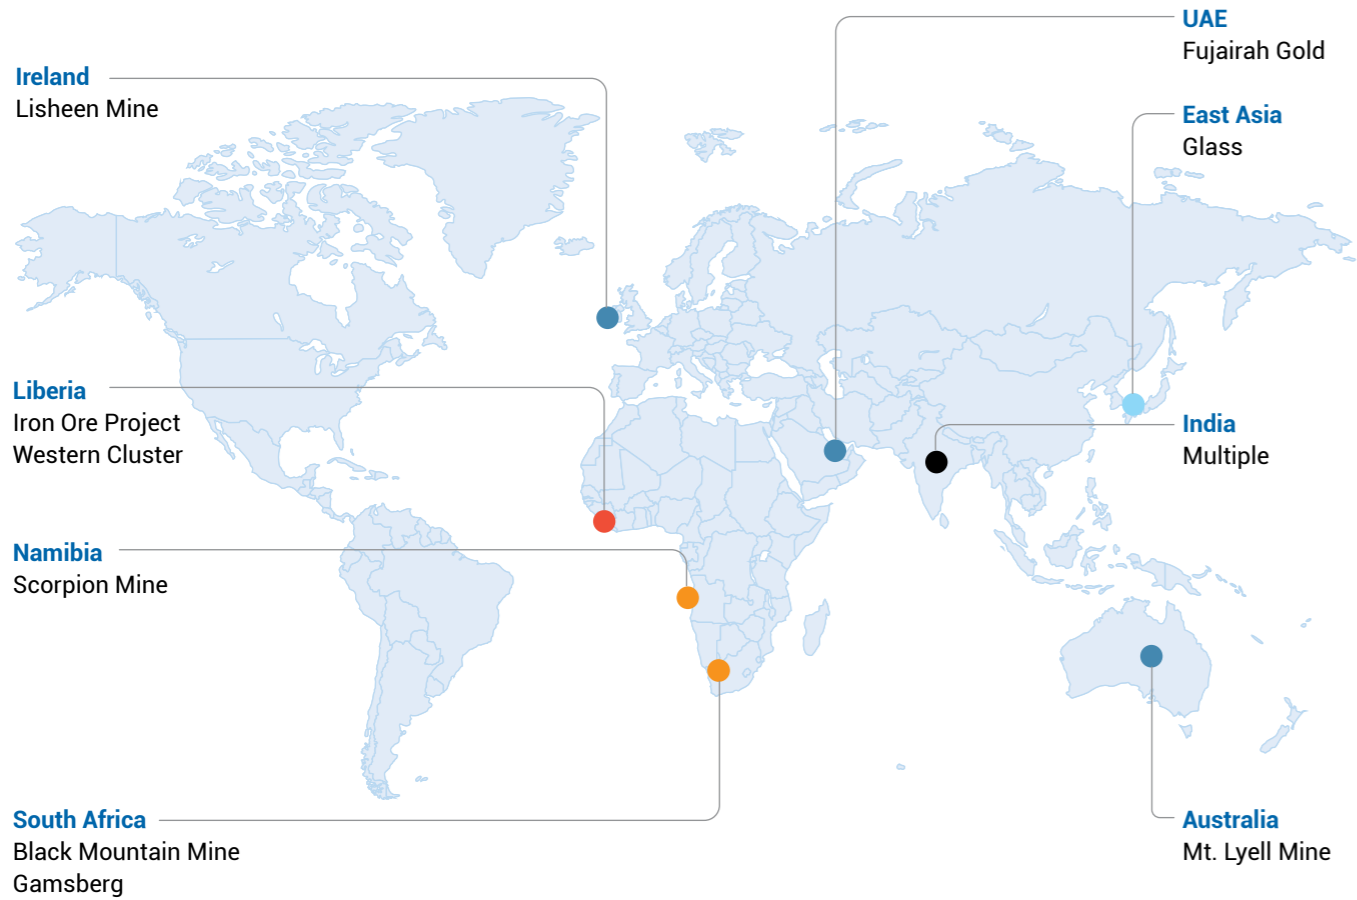 Ireland
Lisheen Mine
Liberia
Iron Ore Project
Western Cluster
Namibia
Scorpion Mine
South Africa
Black Mountain Mine
Gamsberg
UAE
Fujairah Gold
East Asia
Glass
India
Multiple
Australia
Mt. Lyell Mine